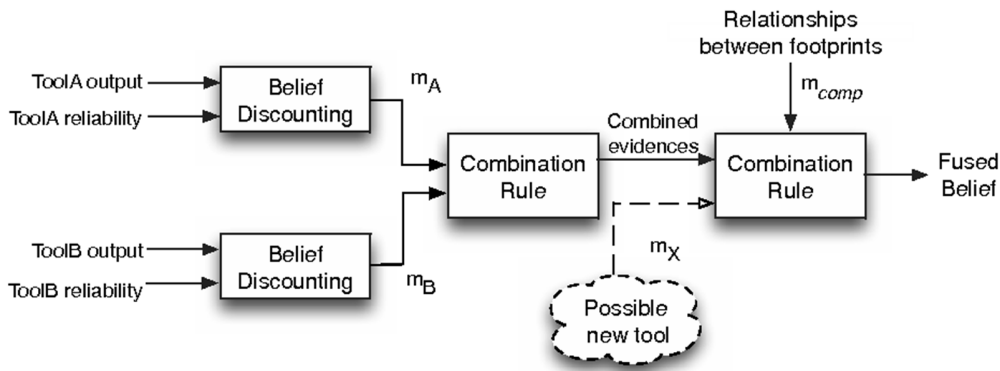 Relationships
between footprints
ToolA output
ToolA reliability
Belief
Discounting
mA
mcomp
Combined
evidences
Combination
Rule
Combination
Rule
Fused
Belief
ToolB output
ToolB reliability
Belief
Discounting
mB
mX
Possible
new tool